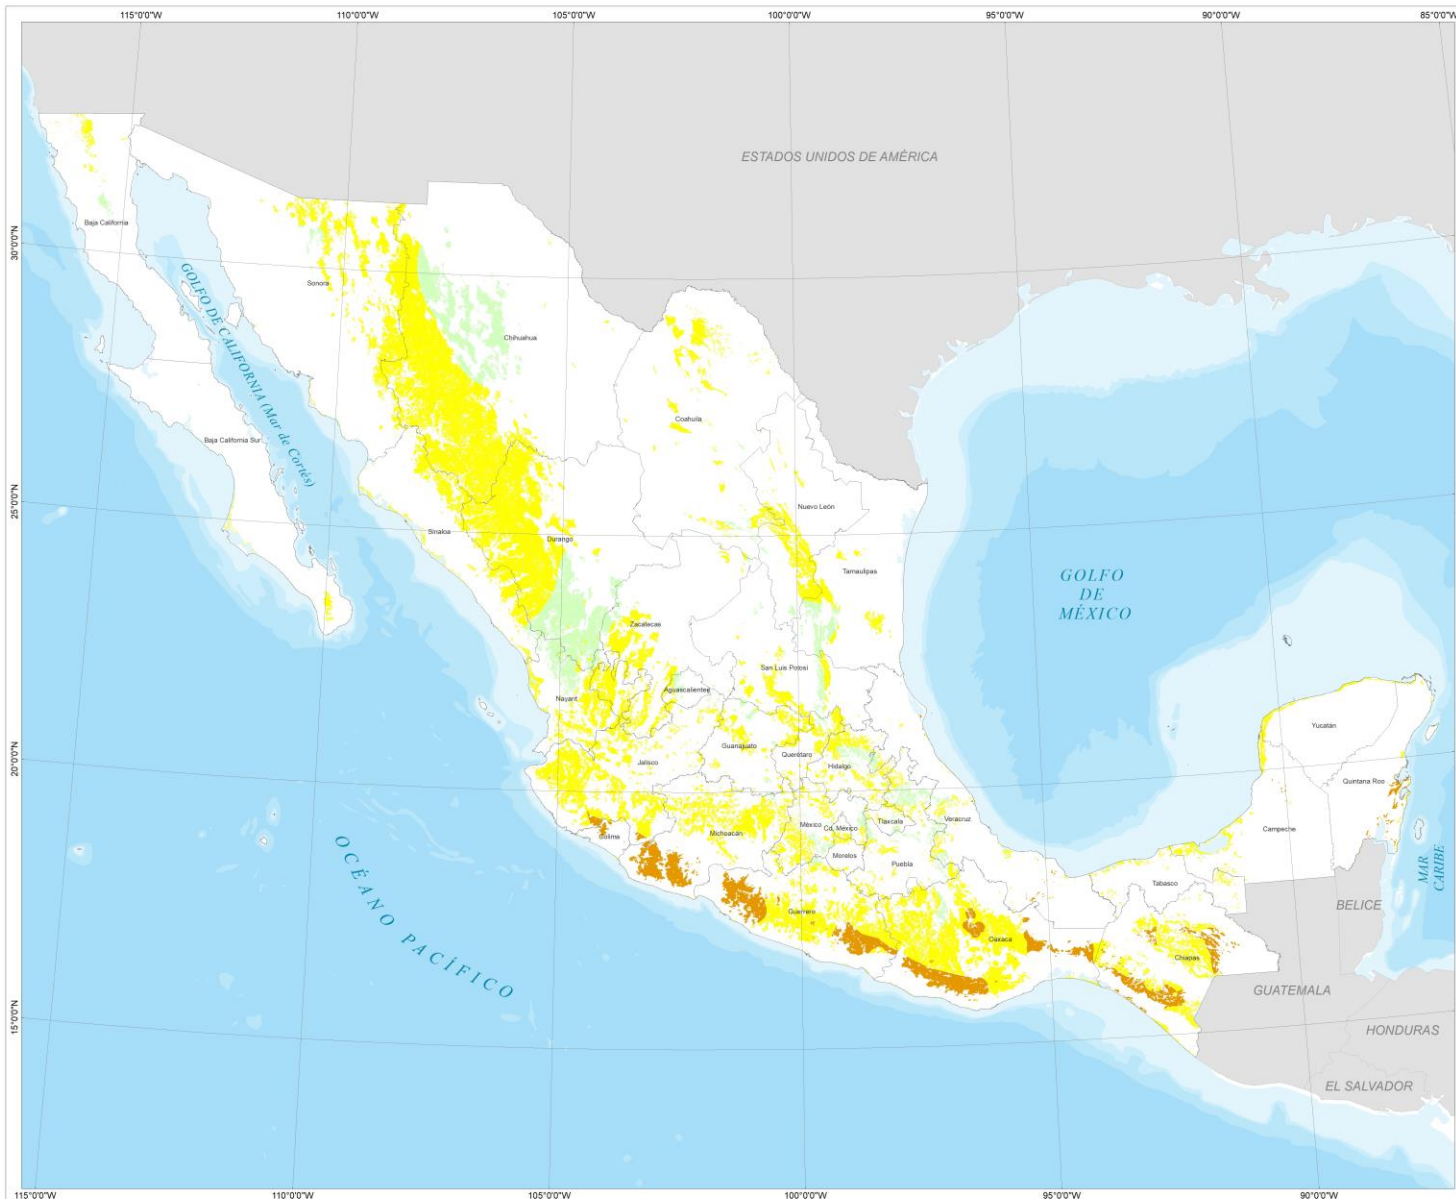 115°0'0"W
110°0'0"W
105°0'0"W
100°0'0"W
95°0'0"W
90°0'0"W
85°0'0"W
ESTADOS UNIDOS DE AMÉRICA
Baja California
30°0'0"N
Sonora
GOLFO DE CALIFORNIA (Mar de Cortés)
Chihuahua
Coahuila
Baja California Sur
25°0'0"N
Nuevo León
Sinaloa
Durango
Tamaulipas
GOLFO
DE
MÉXICO
Zacatecas
San Luis Potosí
Aguascalientes
Nayarit
Yucatán
Guanajuato
Querétaro
20°0'0"N
Jalisco
Hidalgo
Quintana Roo
Michoacán
México
Cd. México
Tlaxcala
Veracruz
Campeche
Colima
Morelos
Puebla
MAR
CARIBE
Tabasco
BELICE
OCÉANO PACÍFICO
Guerrero
Oaxaca
Chiapas
GUATEMALA
15°0'0"N
HONDURAS
EL SALVADOR
115°0'0"W
110°0'0"W
105°0'0"W
100°0'0"W
95°0'0"W
90°0'0"W